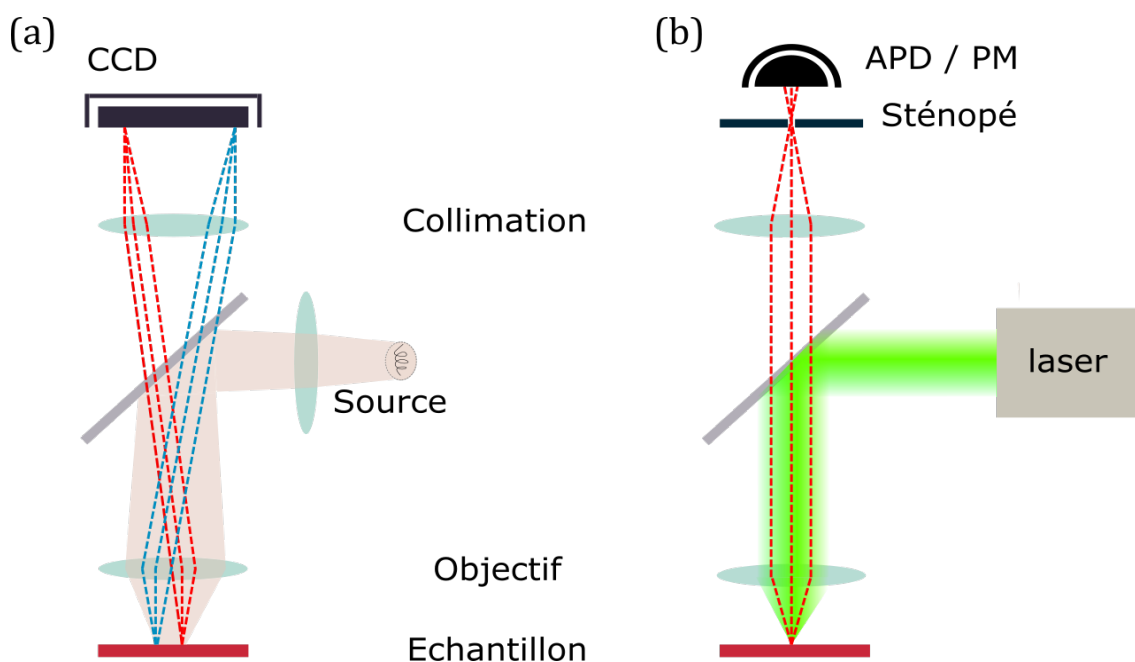 (a)
CCD
(b)
APD / PM
Sténopé
Collimation
Source
laser
Objectif
Echantillon